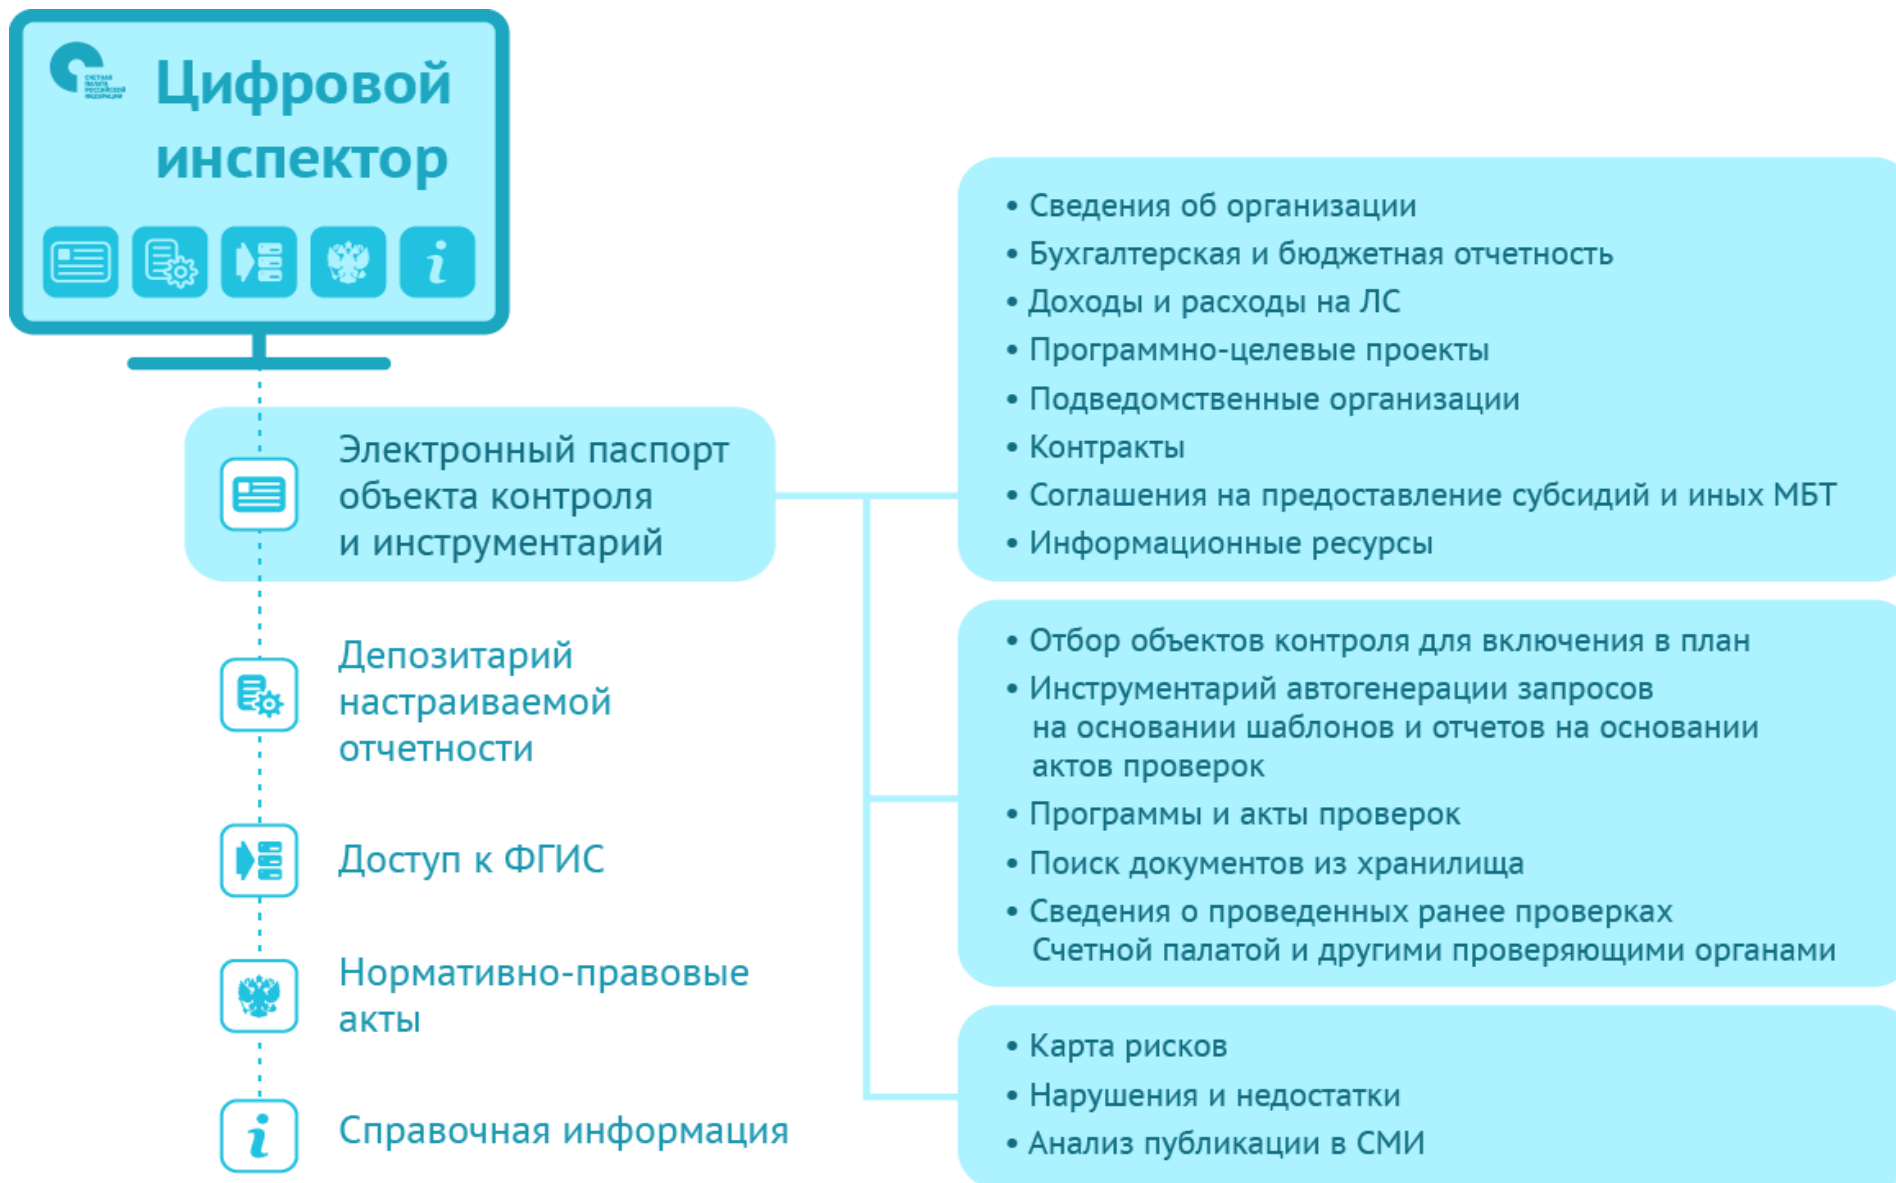 СЧЕТНАЯ
ПАЛАТА
РОССИЙСКОЙ
ФЕДЕРАЦИИ
Цифровой
инспектор
Электронный паспорт
объекта контроля
и инструментарий
Депозитарий
настраиваемой
отчетности
Доступ к ФГИС
Нормативно-правовые
акты
Справочная информация
• Сведения об организации
• Бухгалтерская и бюджетная отчетность
• Доходы и расходы на ЛС
• Программно-целевые проекты
• Подведомственные организации
• Контракты
• Соглашения на предоставление субсидий и иных МБТ
• Информационные ресурсы
• Отбор объектов контроля для включения в план
• Инструментарий автогенерации запросов
на основании шаблонов и отчетов на основании
актов проверок
• Программы и акты проверок
• Поиск документов из хранилища
• Сведения о проведенных ранее проверках
Счетной палатой и другими проверяющими органами
• Карта рисков
• Нарушения и недостатки
• Анализ публикации в СМИ